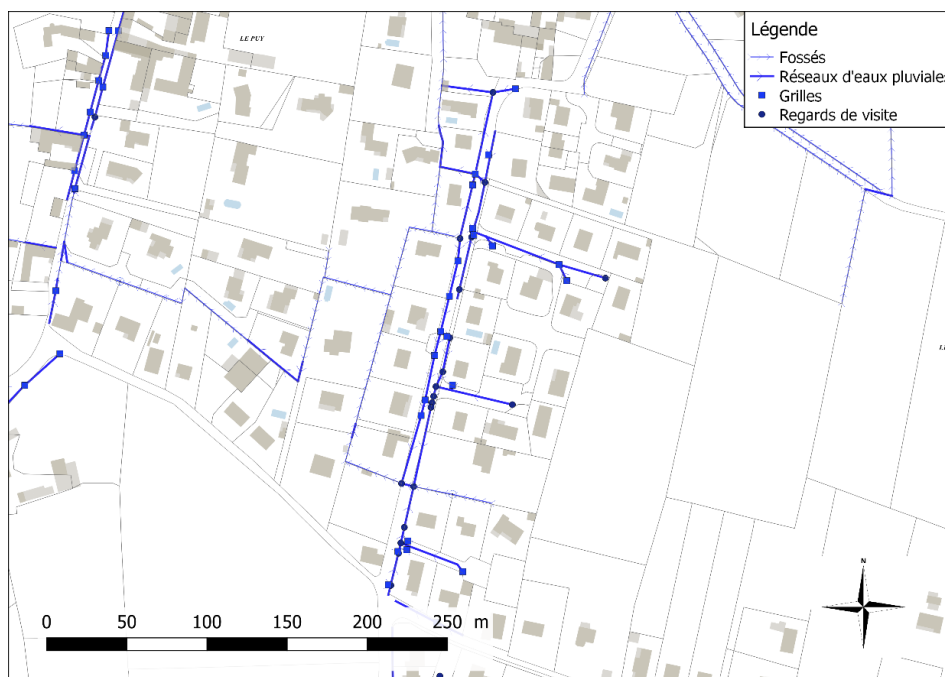 LE PUY
Légende
Fossés
Réseaux d'eaux pluviales
Grilles
Regards de visite
N
0 50 100 150 200 250 m